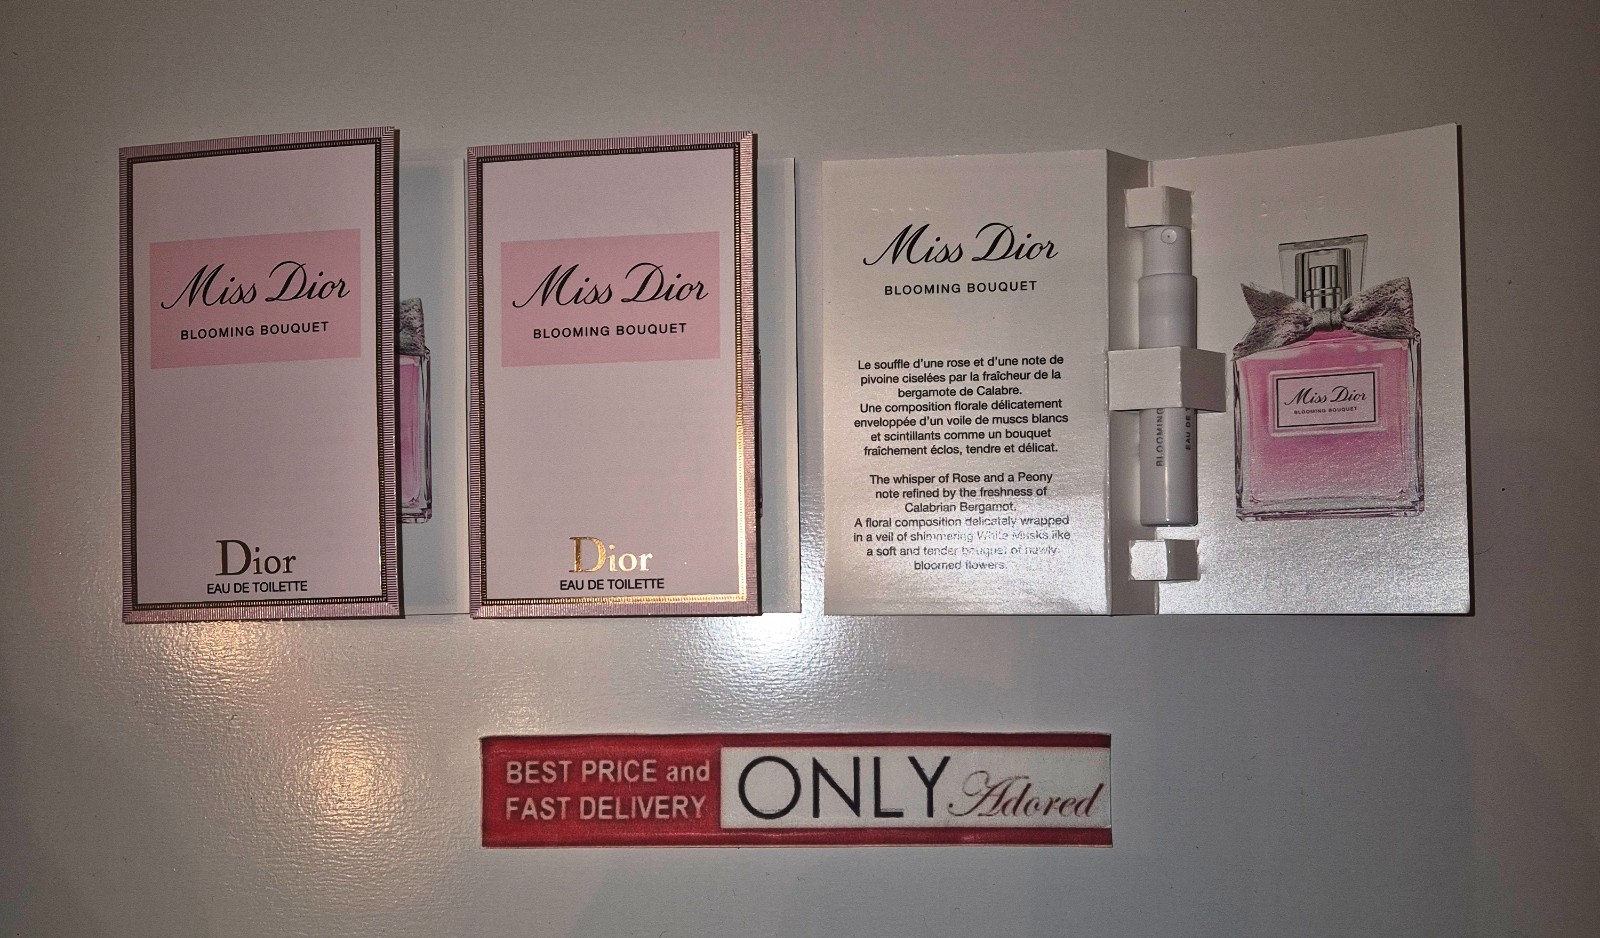 Miss Dior
BLOOMING BOUQUET
Dior
EAU DE TOILETTE
Miss Dior
BLOOMING BOUQUET
Dior
EAU DE TOILETTE
Miss Dior
BLOOMING BOUQUET
Le souffle d'une rose et d'une note de
pivoine ciselées par la fraîcheur de la
bergamote de Calabre.
Une composition florale délicatement
enveloppée d'un voile de muscs blancs
et scintillants comme un bouquet
fraîchement éclos, tendre et délicat.
The whisper of Rose and a Peony
note refined by the freshness of
Calabrian Bergamot.
A floral composition delicately wrapped
in a veil of shimmering White Musks like
a soft and tender bouquet of newly
bloomed flowers.
BLOOMING
EAU DE
Miss Dior
BLOOMING BOUQUET
BEST PRICE and
FAST DELIVERY
ONLY Adored